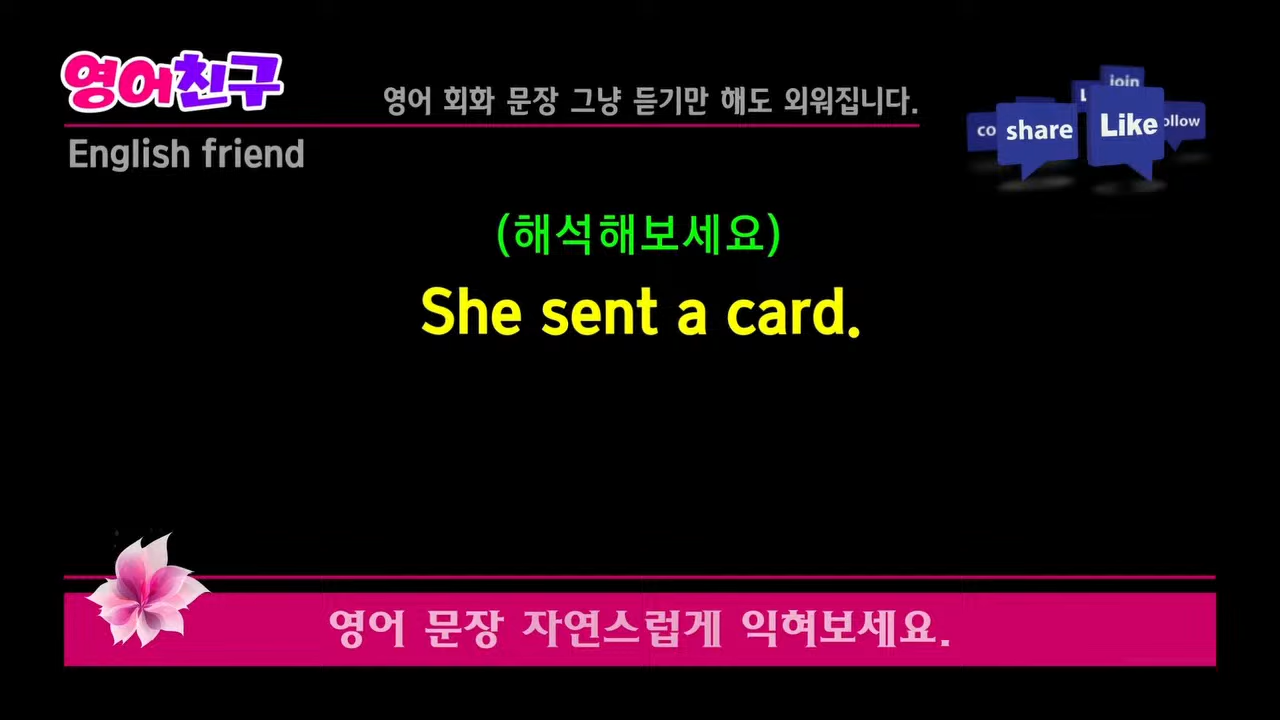 영어친구
영어 회화 문장 그냥 듣기만 해도 외워집니다.
English friend
join
share
Like
(해석해보세요)
She sent a card.
영어 문장 자연스럽게 익혀보세요.